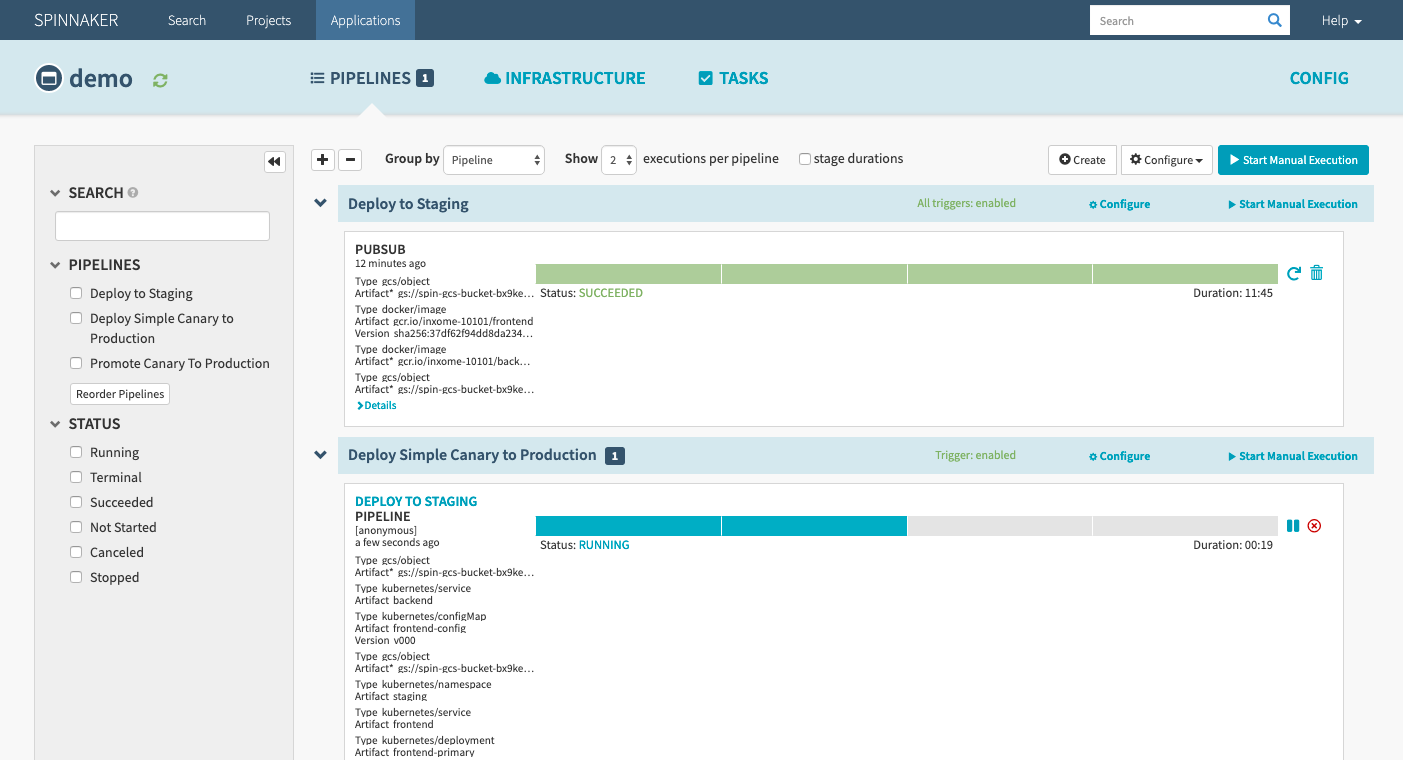 SPINNAKER Search Projects Applications Search Help
demo PIPELINES 1 INFRASTRUCTURE TASKS CONFIG
Group by Pipeline Show 2 executions per pipeline stage durations Create Configure Start Manual Execution
SEARCH
PIPELINES
Deploy to Staging
Deploy Simple Canary to
Production
Promote Canary To Production
Reorder Pipelines
STATUS
Running
Terminal
Succeeded
Not Started
Canceled
Stopped
Deploy to Staging All triggers: enabled Configure Start Manual Execution
PUBSUB
12 minutes ago
Type gcs/object
Artifact* gs://spin-gcs-bucket-bx9ke...
Status: SUCCEEDED Duration: 11:45
Type docker/image
Artifact gcr.io/inxome-10101/frontend
Version sha256:37df62f94dd8da234...
Type docker/image
Artifact* gcr.io/inxome-10101/back...
Type gcs/object
Artifact* gs://spin-gcs-bucket-bx9ke...
Details
Deploy Simple Canary to Production 1 Trigger: enabled Configure Start Manual Execution
DEPLOY TO STAGING
PIPELINE
[anonymous]
a few seconds ago
Status: RUNNING Duration: 00:19
Type gcs/object
Artifact* gs://spin-gcs-bucket-bx9ke...
Type kubernetes/service
Artifact backend
Type kubernetes/configMap
Artifact frontend-config
Version v000
Type gcs/object
Artifact* gs://spin-gcs-bucket-bx9ke...
Type kubernetes/namespace
Artifact staging
Type kubernetes/service
Artifact frontend
Type kubernetes/deployment
Artifact frontend-primary